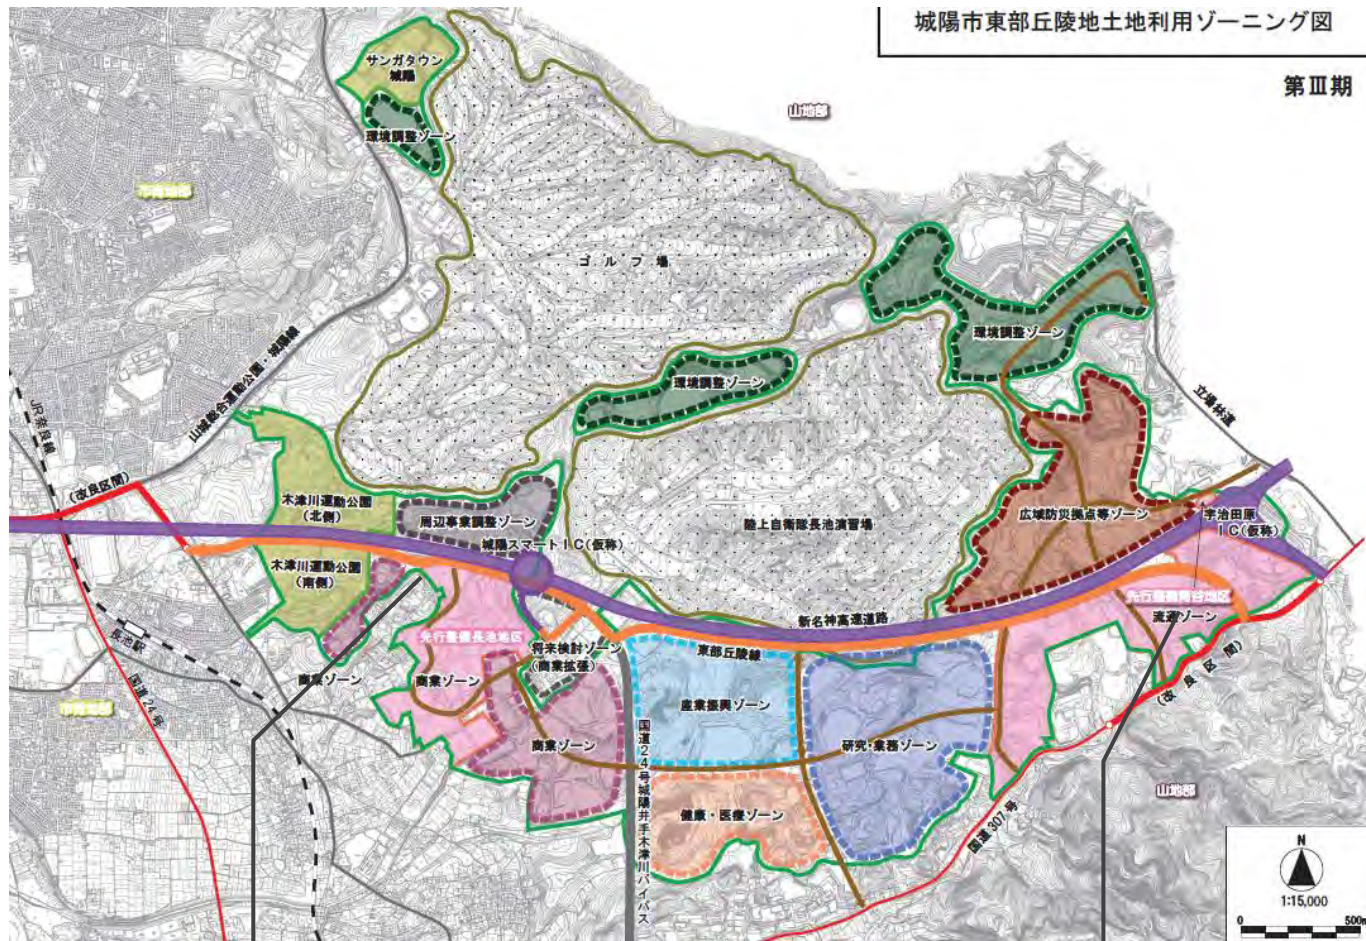 城陽市東部丘陵地土地利用ゾーニング図
第Ⅲ期
サンガタウン
城陽
環境調整ゾーン
山地部
市街地部
ゴルフ場
環境調整ゾーン
環境調整ゾーン
山城総合運動公園・城陽線
立場林道
JR奈良線
(改良区間)
木津川運動公園
(北側)
周辺事業調整ゾーン
城陽スマートIC(仮称)
陸上自衛隊長池演習場
広域防災拠点等ゾーン
宇治田原
IC(仮称)
木津川運動公園
(南側)
新名神高速道路
先行整備青谷地区
流通ゾーン
先行整備長池地区
将来検討ゾーン
(商業拡張)
東部丘陵線
長池駅
商業ゾーン
商業ゾーン
国道24号
市街地部
産業振興ゾーン
研究・業務ゾーン
商業ゾーン
国道24号城陽井手木津川バイパス
(改良区間)
健康・医療ゾーン
国道307号
山地部
N
1:15,000
0
500m